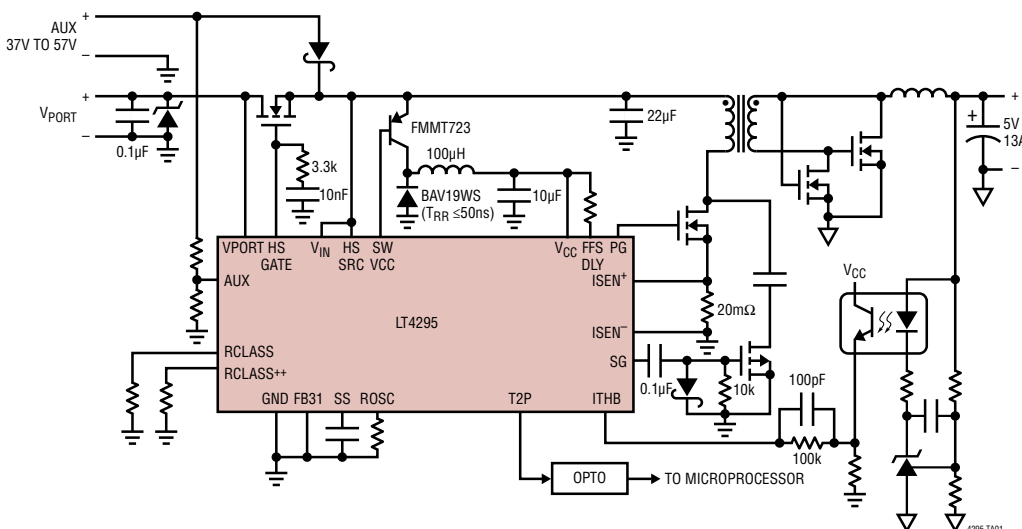 AUX
37V TO 57V
+
–
+
VPORT
–
0.1µF
3.3k
10nF
FMMT723
100µH
BAV19WS
(TRR ≤50ns)
10µF
22µF
+
+
5V
13A
–
VPORT HS GATE VIN HS SRC SW VCC VCC FFS DLY PG
AUX
ISEN+
LT4295
20mΩ
ISEN–
RCLASS
RCLASS++
SG
0.1µF
10k
100pF
VCC
GND FB31 SS ROSC T2P ITHB
100k
OPTO
TO MICROPROCESSOR
4295 TA01